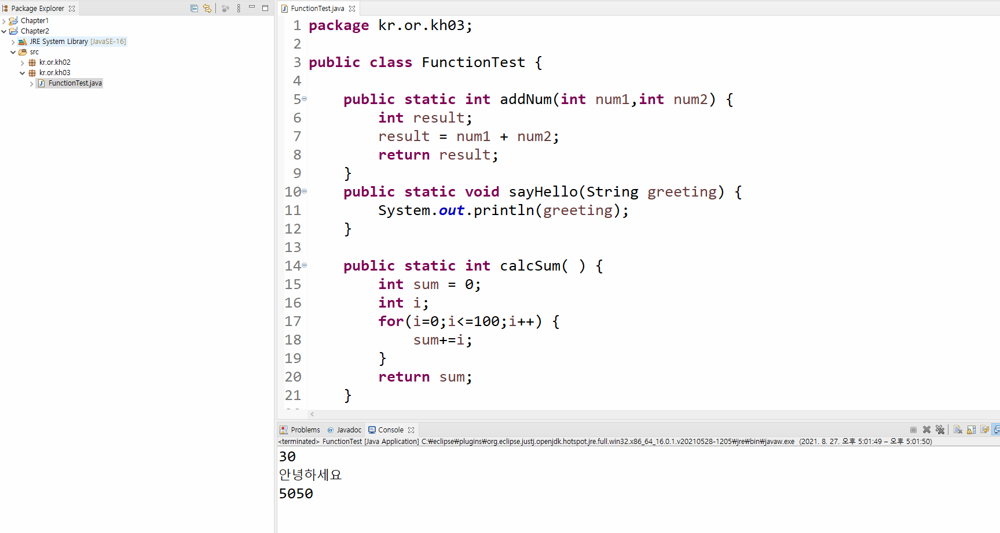 Package Explorer
Chapter1
Chapter2
JRE System Library [JavaSE-16]
src
kr.or.kh02
kr.or.kh03
FunctionTest.java
FunctionTest.java
1 package kr.or.kh03;
2
3 public class FunctionTest {
4
5 public static int addNum(int num1,int num2) {
6 int result;
7 result = num1 + num2;
8 return result;
9 }
10 public static void sayHello(String greeting) {
11 System.out.println(greeting);
12 }
13
14 public static int calcSum( ) {
15 int sum = 0;
16 int i;
17 for(i=0;i<=100;i++) {
18 sum+=i;
19 }
20 return sum;
21 }
Problems @ Javadoc Console
<terminated> FunctionTest [Java Application] C:₩eclipse₩plugins₩org.eclipse.justj.openjdk.hotspot.jre.full.win32.x86_64_16.0.1.v20210528-1205₩jre₩bin₩javaw.exe (2021. 8. 27. 오후 5:01:49 – 오후 5:01:50)
30
안녕하세요
5050